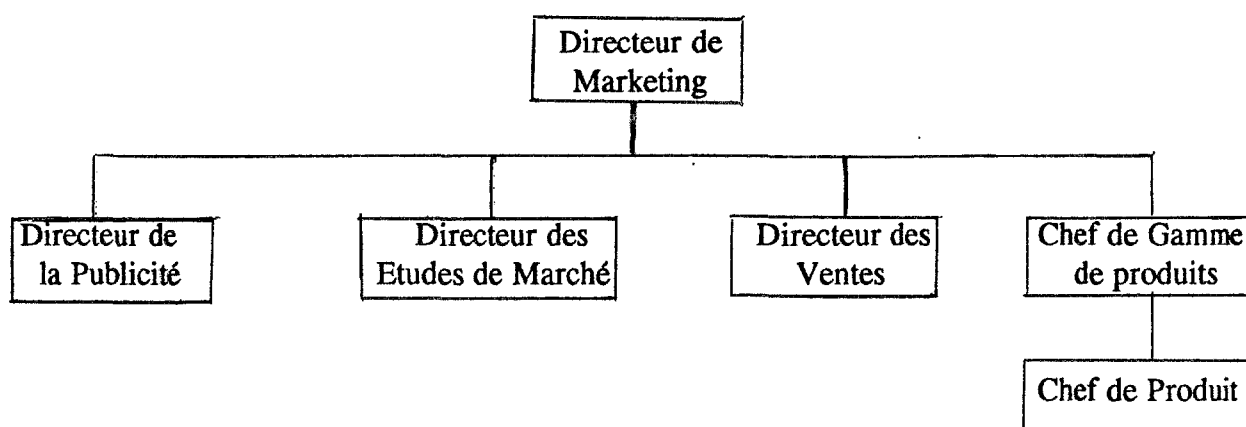 Directeur de
Marketing
Directeur de
la Publicité
Directeur des
Etudes de Marché
Directeur des
Ventes
Chef de Gamme
de produits
Chef de Produit